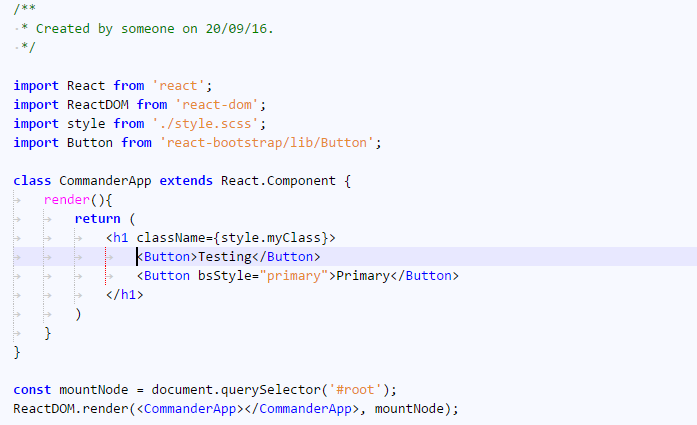 /**
 * Created by someone on 20/09/16.
 */
import React from 'react';
import ReactDOM from 'react-dom';
import style from './style.scss';
import Button from 'react-bootstrap/lib/Button';
class CommanderApp extends React.Component {
    render(){
        return (
            <h1 className={style.myClass}>
                <Button>Testing</Button>
                <Button bsStyle="primary">Primary</Button>
            </h1>
        )
    }
}
const mountNode = document.querySelector('#root');
ReactDOM.render(<CommanderApp></CommanderApp>, mountNode);